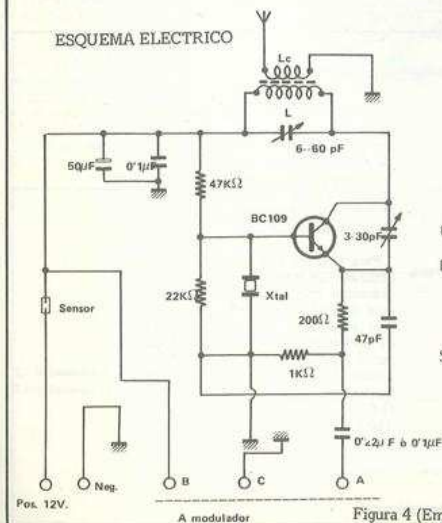 ESQUEMA ELECTRICO
Lc
L
6--60 pF
50µF
0'1µF
47KΩ
BC109
3-30pF
22KΩ
Xtal
Sensor
200Ω
47pF
1KΩ
0'22µF ò 0'1µF
Pos. 12V.
Neg.
B
C
A
A modulador
Figura 4 (Em